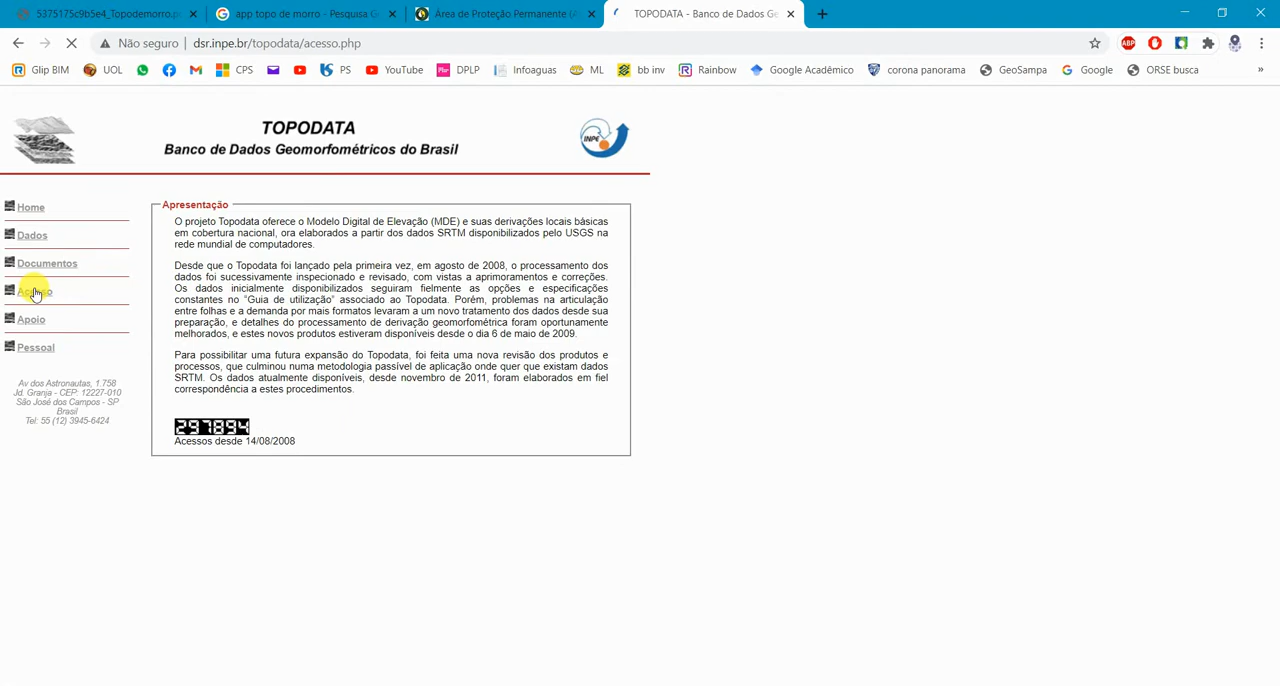 5375175c9b5e4_Topodemorro.p
app topo de morro - Pesquisa G
Área de Proteção Permanente (A
TOPODATA - Banco de Dados Ge
Não seguro | dsr.inpe.br/topodata/acesso.php
Glip BIM
UOL
CPS
PS
YouTube
DPLP
Infoaguas
ML
bb inv
Rainbow
Google Acadêmico
corona panorama
GeoSampa
Google
ORSE busca
»
TOPODATA
Banco de Dados Geomorfométricos do Brasil
INPE
Home
Dados
Documentos
Acesso
Apoio
Pessoal
Av dos Astronautas, 1.758
Jd. Granja - CEP: 12227-010
São José dos Campos - SP
Brasil
Tel: 55 (12) 3945-6424
Apresentação
O projeto Topodata oferece o Modelo Digital de Elevação (MDE) e suas derivações locais básicas
em cobertura nacional, ora elaborados a partir dos dados SRTM disponibilizados pelo USGS na
rede mundial de computadores.
Desde que o Topodata foi lançado pela primeira vez, em agosto de 2008, o processamento dos
dados foi sucessivamente inspecionado e revisado, com vistas a aprimoramentos e correções.
Os dados inicialmente disponibilizados seguiram fielmente as opções e especificações
constantes no “Guia de utilização” associado ao Topodata. Porém, problemas na articulação
entre folhas e a demanda por mais formatos levaram a um novo tratamento dos dados desde sua
preparação, e detalhes do processamento de derivação geomorfométrica foram oportunamente
melhorados, e estes novos produtos estiveram disponíveis desde o dia 6 de maio de 2009.
Para possibilitar uma futura expansão do Topodata, foi feita uma nova revisão dos produtos e
processos, que culminou numa metodologia passível de aplicação onde quer que existam dados
SRTM. Os dados atualmente disponíveis, desde novembro de 2011, foram elaborados em fiel
correspondência a estes procedimentos.
297894
Acessos desde 14/08/2008